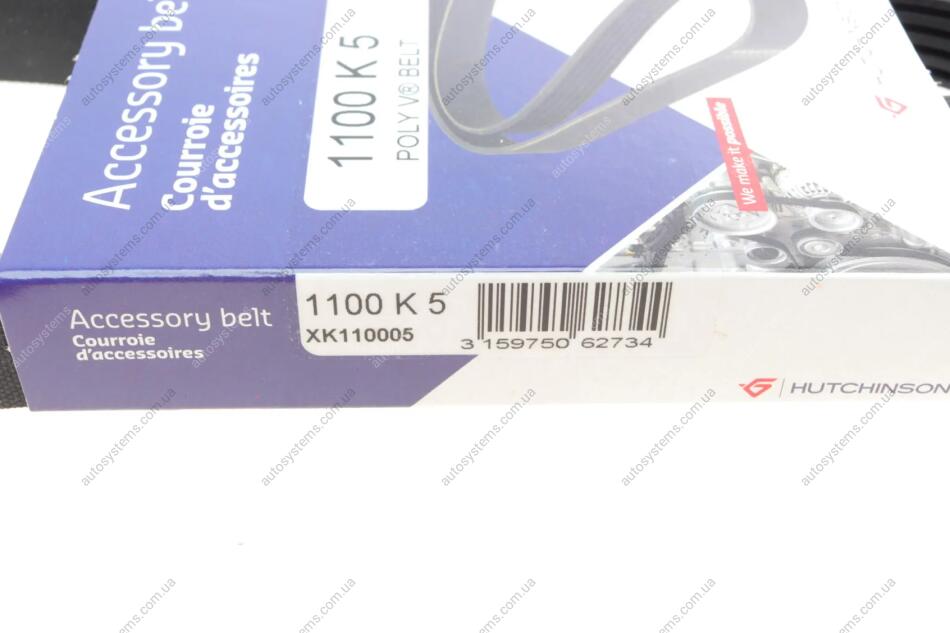 Accessory be
Courroie
d'accessoires
1100 K 5
POLY V® BELT
We make it possible
Accessory belt
Courroie
d'accessoires
1100 K 5
XK110005
3 159750 62734
HUTCHINSON
autosystems.com.ua